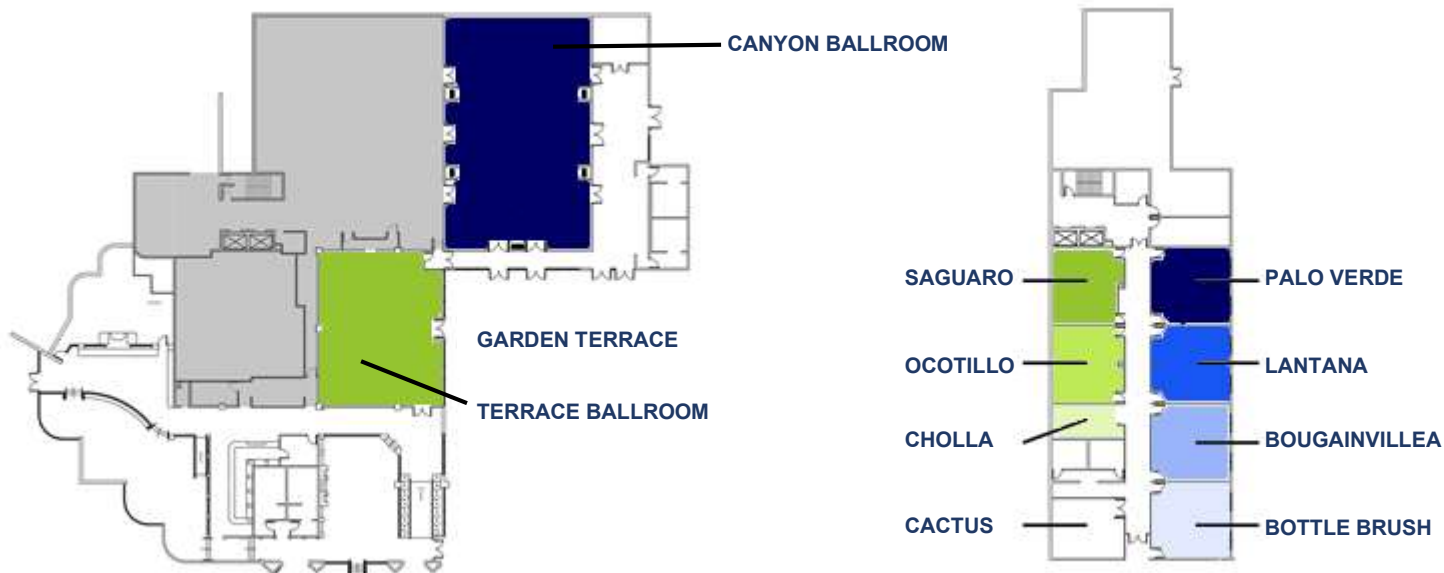 CANYON BALLROOM
GARDEN TERRACE
TERRACE BALLROOM
SAGUARO
PALO VERDE
OCOTILLO
LANTANA
CHOLLA
BOUGAINVILLEA
CACTUS
BOTTLE BRUSH